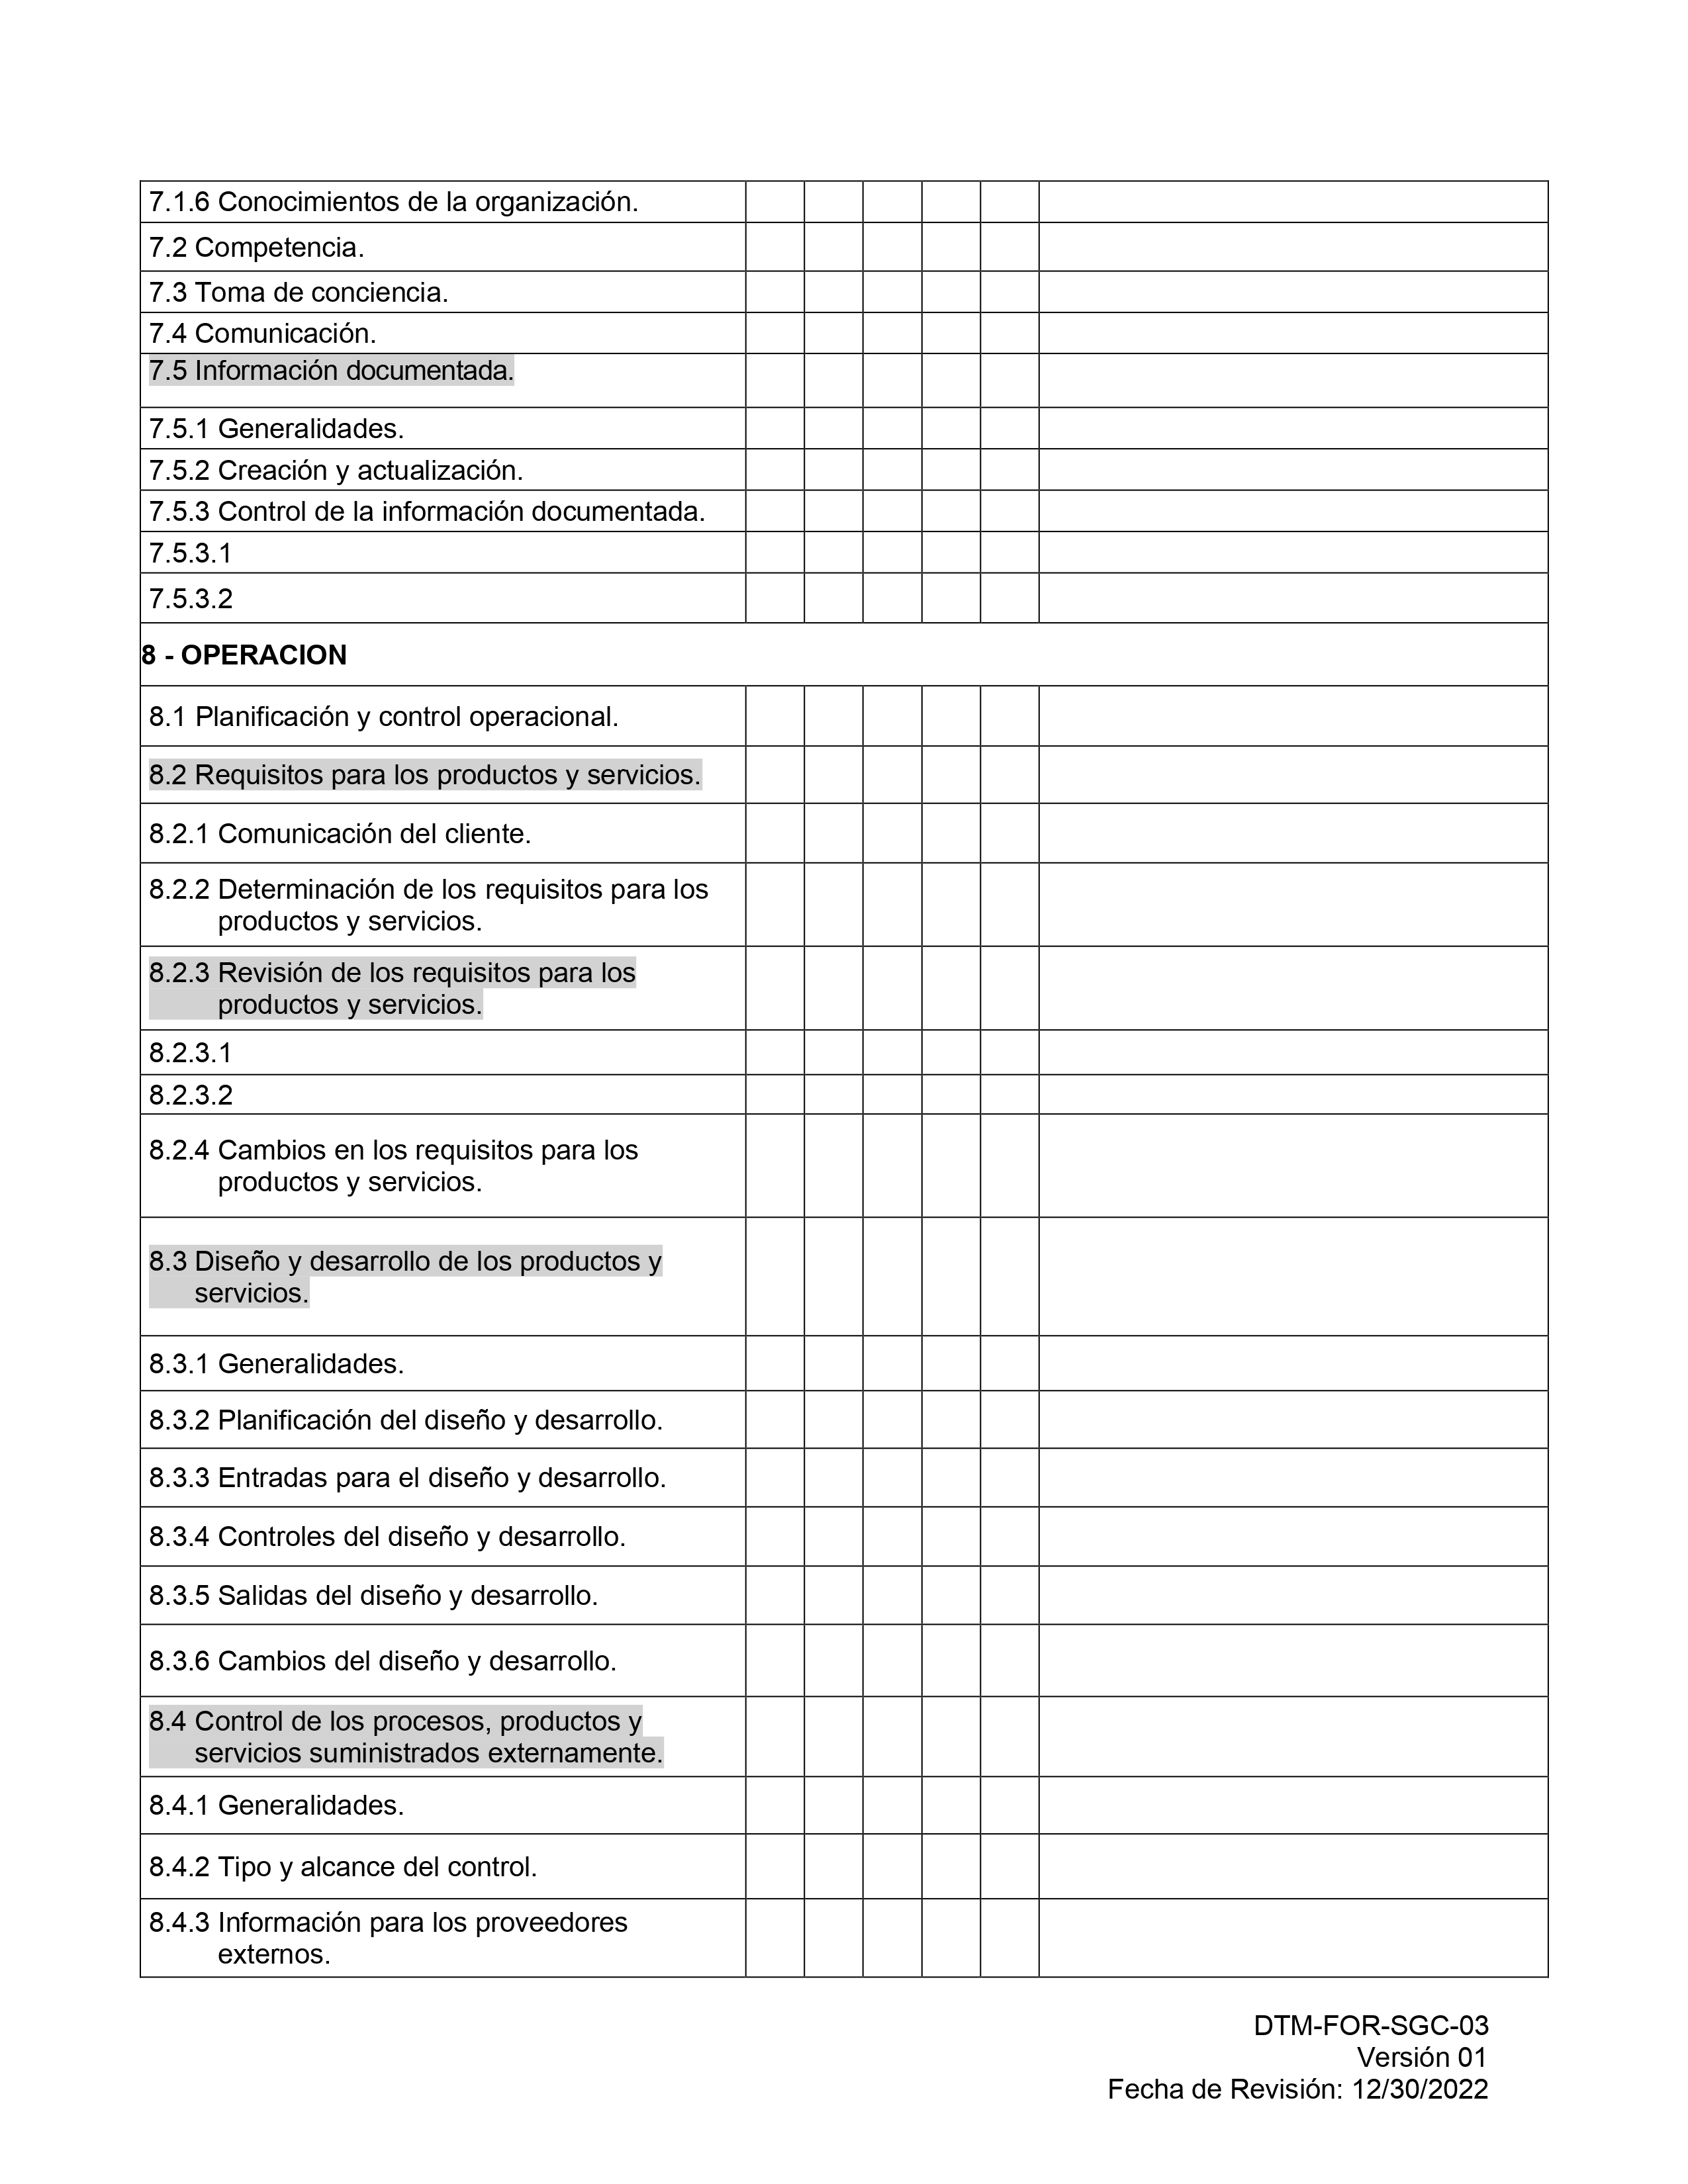 7.1.6 Conocimientos de la organización.
7.2 Competencia.
7.3 Toma de conciencia.
7.4 Comunicación.
7.5 Información documentada.
7.5.1 Generalidades.
7.5.2 Creación y actualización.
7.5.3 Control de la información documentada.
7.5.3.1
7.5.3.2
8 - OPERACION
8.1 Planificación y control operacional.
8.2 Requisitos para los productos y servicios.
8.2.1 Comunicación del cliente.
8.2.2 Determinación de los requisitos para los
productos y servicios.
8.2.3 Revisión de los requisitos para los
productos y servicios.
8.2.3.1
8.2.3.2
8.2.4 Cambios en los requisitos para los
productos y servicios.
8.3 Diseño y desarrollo de los productos y
servicios.
8.3.1 Generalidades.
8.3.2 Planificación del diseño y desarrollo.
8.3.3 Entradas para el diseño y desarrollo.
8.3.4 Controles del diseño y desarrollo.
8.3.5 Salidas del diseño y desarrollo.
8.3.6 Cambios del diseño y desarrollo.
8.4 Control de los procesos, productos y
servicios suministrados externamente.
8.4.1 Generalidades.
8.4.2 Tipo y alcance del control.
8.4.3 Información para los proveedores
externos.
DTM-FOR-SGC-03
Versión 01
Fecha de Revisión: 12/30/2022